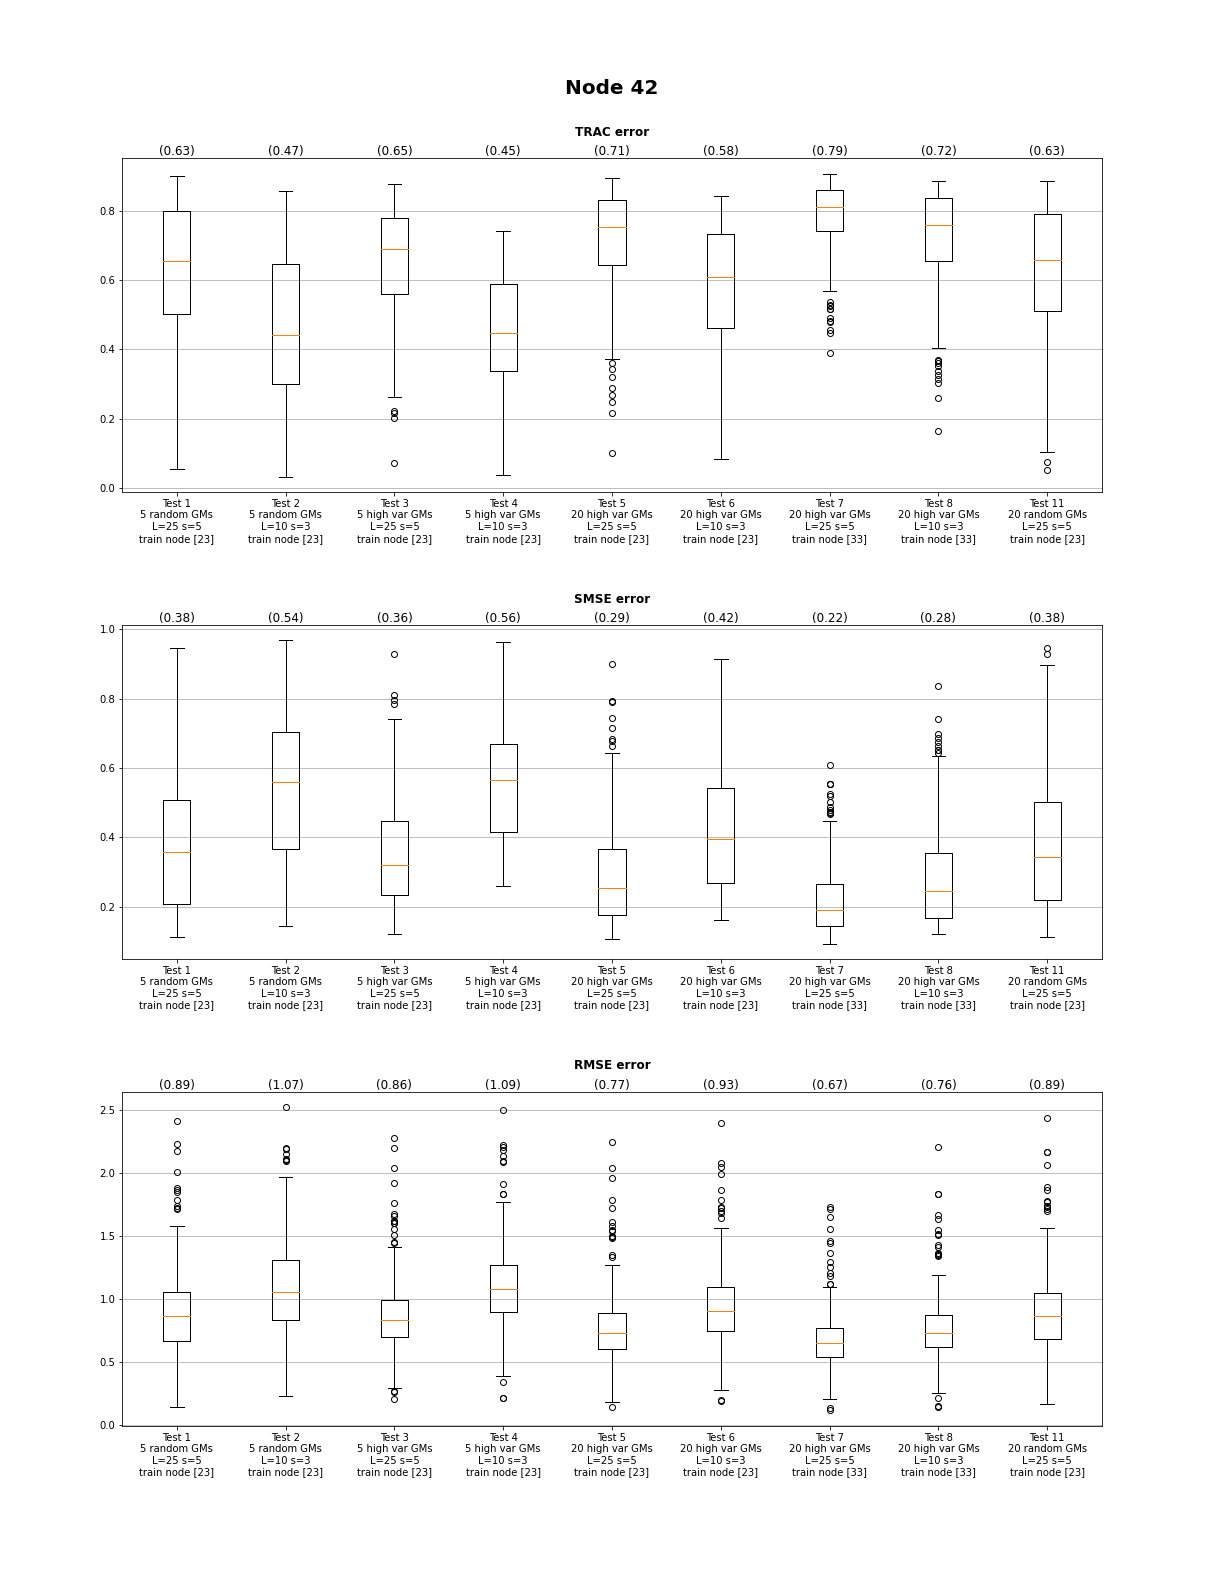 Node 42
TRAC error
(0.63) (0.47) (0.65) (0.45) (0.71) (0.58) (0.79) (0.72) (0.63)
0.8
0.6
0.4
0.2
0.0
Test 1 Test 2 Test 3 Test 4 Test 5 Test 6 Test 7 Test 8 Test 11
5 random GMs 5 random GMs 5 high var GMs 5 high var GMs 20 high var GMs 20 high var GMs 20 high var GMs 20 high var GMs 20 random GMs
L=25 s=5 L=10 s=3 L=25 s=5 L=10 s=3 L=25 s=5 L=10 s=3 L=25 s=5 L=10 s=3 L=25 s=5
train node [23] train node [23] train node [23] train node [23] train node [23] train node [23] train node [33] train node [33] train node [23]
SMSE error
(0.38) (0.54) (0.36) (0.56) (0.29) (0.42) (0.22) (0.28) (0.38)
1.0
0.8
0.6
0.4
0.2
Test 1 Test 2 Test 3 Test 4 Test 5 Test 6 Test 7 Test 8 Test 11
5 random GMs 5 random GMs 5 high var GMs 5 high var GMs 20 high var GMs 20 high var GMs 20 high var GMs 20 high var GMs 20 random GMs
L=25 s=5 L=10 s=3 L=25 s=5 L=10 s=3 L=25 s=5 L=10 s=3 L=25 s=5 L=10 s=3 L=25 s=5
train node [23] train node [23] train node [23] train node [23] train node [23] train node [23] train node [33] train node [33] train node [23]
RMSE error
(0.89) (1.07) (0.86) (1.09) (0.77) (0.93) (0.67) (0.76) (0.89)
2.5
2.0
1.5
1.0
0.5
0.0
Test 1 Test 2 Test 3 Test 4 Test 5 Test 6 Test 7 Test 8 Test 11
5 random GMs 5 random GMs 5 high var GMs 5 high var GMs 20 high var GMs 20 high var GMs 20 high var GMs 20 high var GMs 20 random GMs
L=25 s=5 L=10 s=3 L=25 s=5 L=10 s=3 L=25 s=5 L=10 s=3 L=25 s=5 L=10 s=3 L=25 s=5
train node [23] train node [23] train node [23] train node [23] train node [23] train node [23] train node [33] train node [33] train node [23]